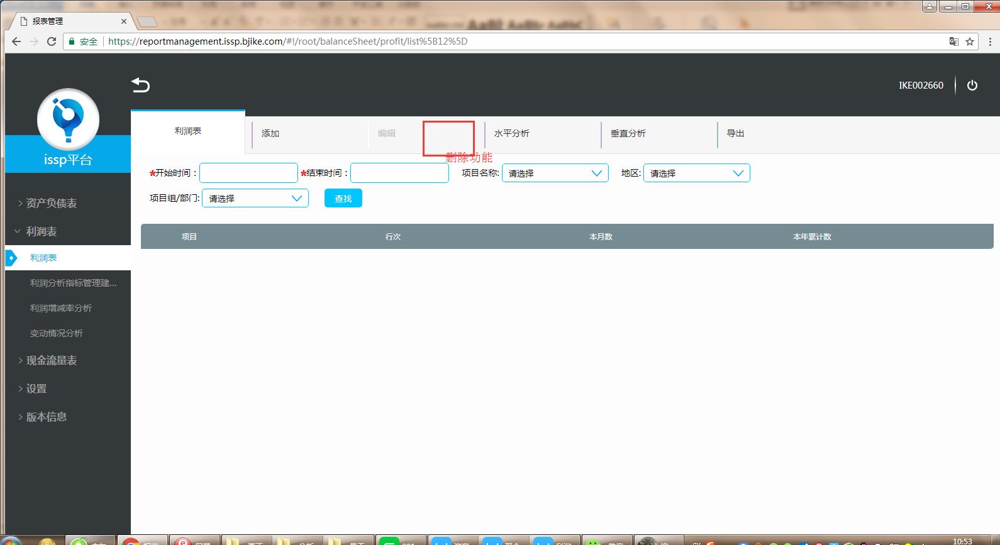 报表管理
安全
https://reportmanagement.issp.bjike.com/#!/root/balanceSheet/profit/list%5B12%5D
IKE002660
issp平台
利润表
添加
编辑
水平分析
垂直分析
导出
删除功能
*开始时间：
*结束时间：
项目名称: 请选择
地区: 请选择
项目组/部门: 请选择
查找
项目 行次 本月数 本年累计数
资产负债表
利润表
利润表
利润分析指标管理建...
利润增减率分析
变动情况分析
现金流量表
设置
版本信息
10:53